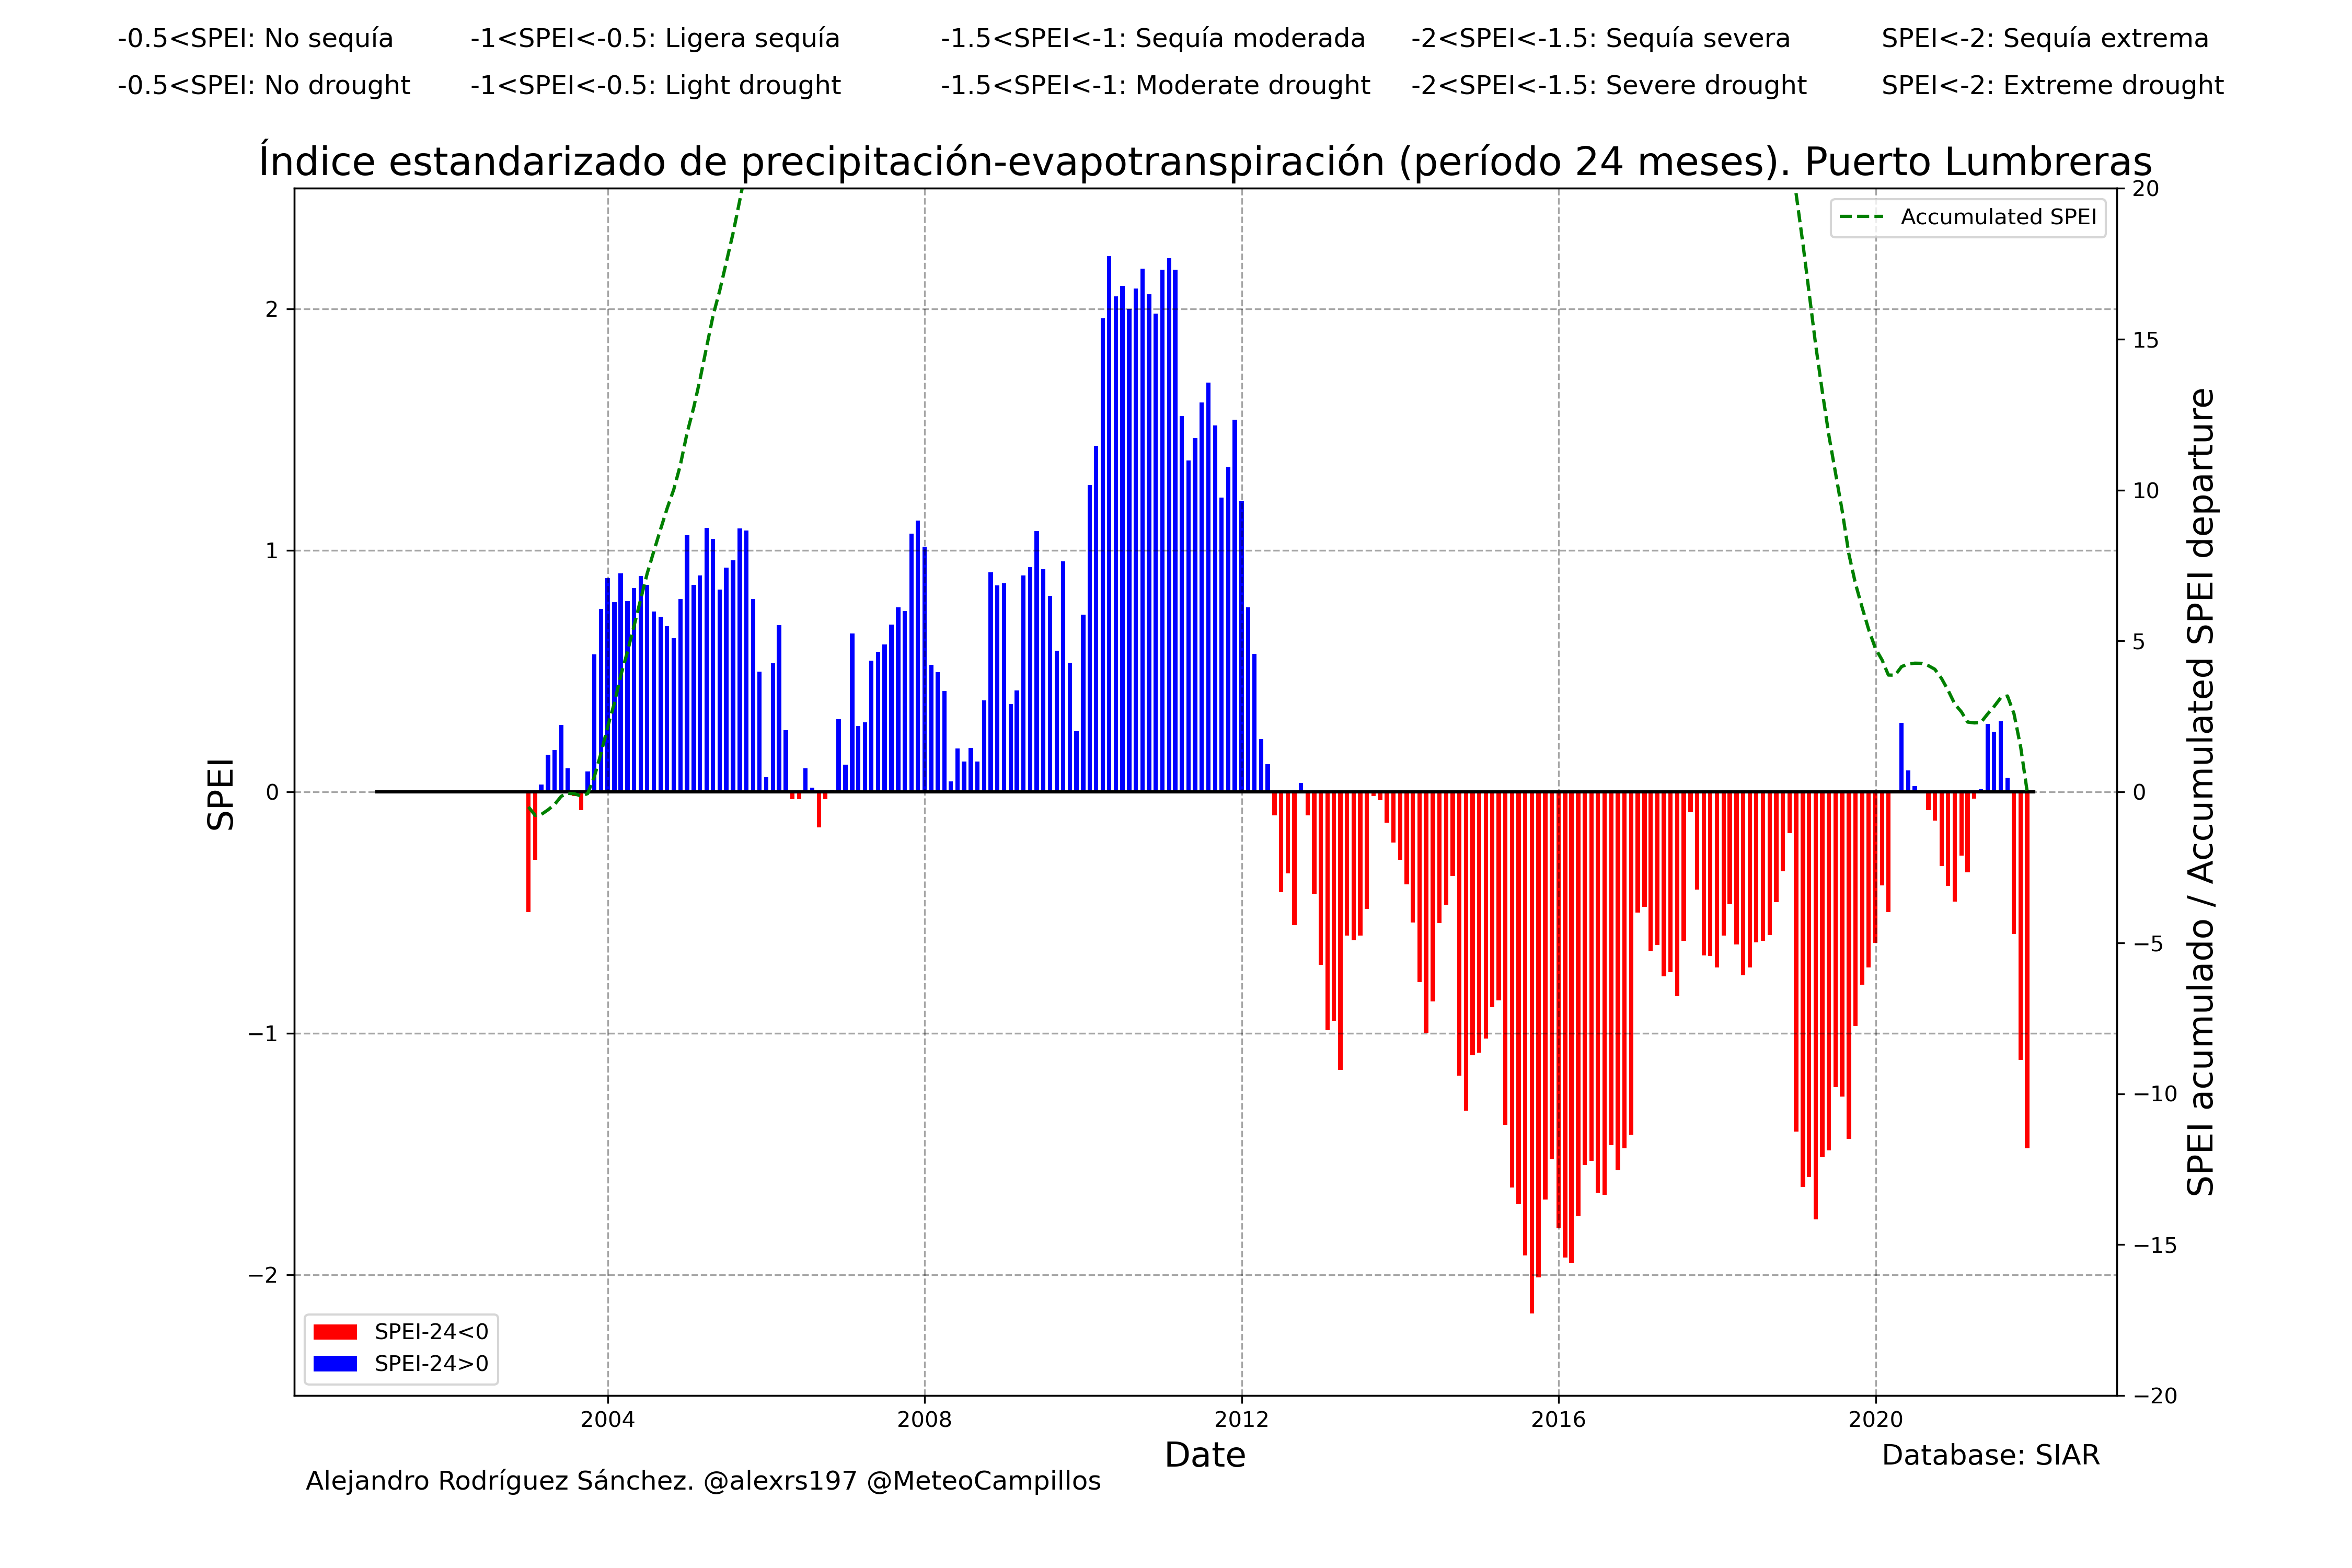 -0.5<SPEI: No sequía -1<SPEI<-0.5: Ligera sequía -1.5<SPEI<-1: Sequía moderada -2<SPEI<-1.5: Sequía severa SPEI<-2: Sequía extrema
-0.5<SPEI: No drought -1<SPEI<-0.5: Light drought -1.5<SPEI<-1: Moderate drought -2<SPEI<-1.5: Severe drought SPEI<-2: Extreme drought
Índice estandarizado de precipitación-evapotranspiración (período 24 meses). Puerto Lumbreras
Accumulated SPEI
SPEI
2
1
0
−1
−2
20
15
10
5
0
−5
−10
−15
−20
SPEI acumulado / Accumulated SPEI departure
SPEI-24<0
SPEI-24>0
2004 2008 2012 2016 2020
Date
Database: SIAR
Alejandro Rodríguez Sánchez. @alexrs197 @MeteoCampillos